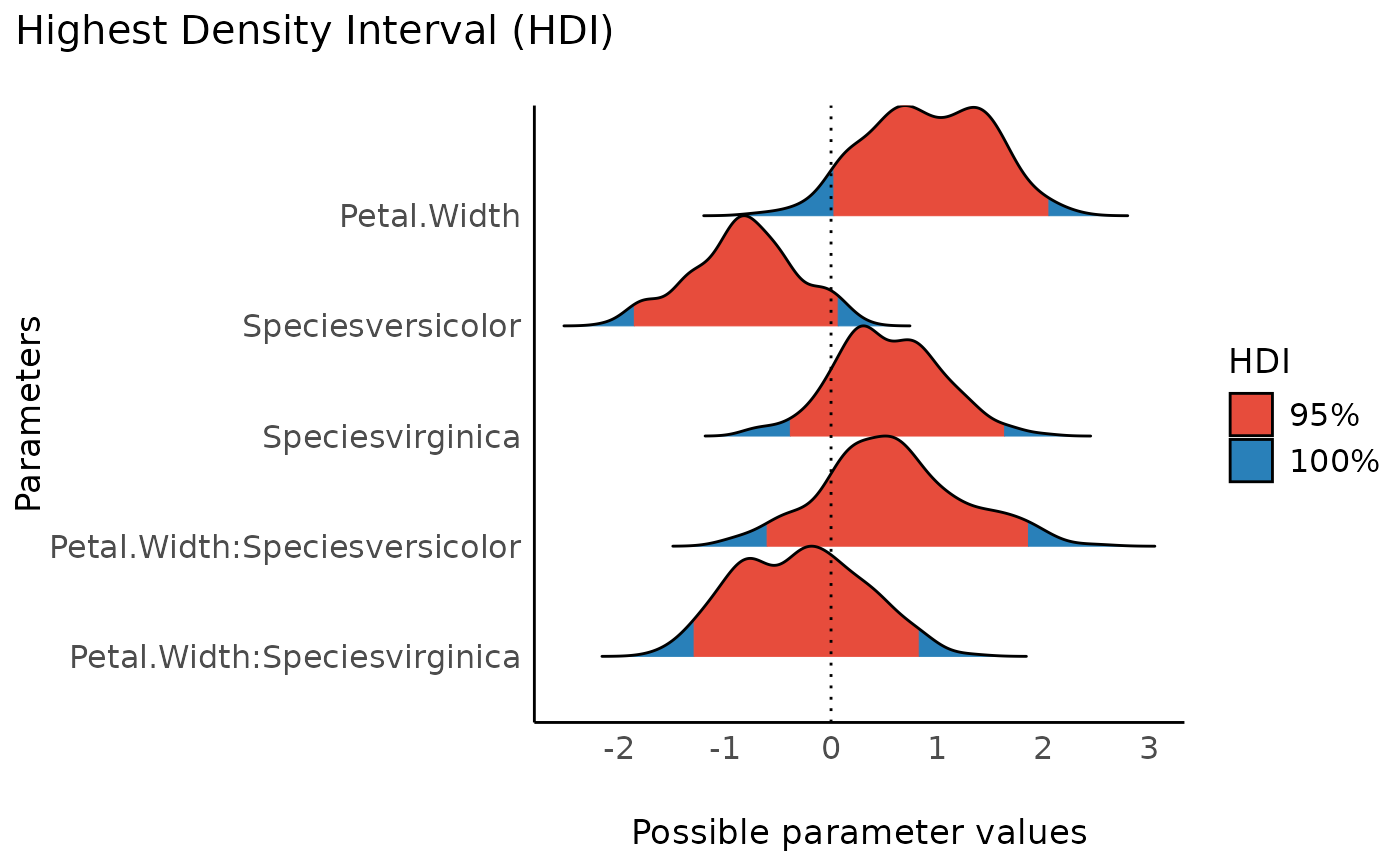 Highest Density Interval (HDI)
Parameters
Petal.Width
Speciesversicolor
Speciesvirginica
Petal.Width:Speciesversicolor
Petal.Width:Speciesvirginica
-2 -1 0 1 2 3
Possible parameter values
HDI
95%
100%